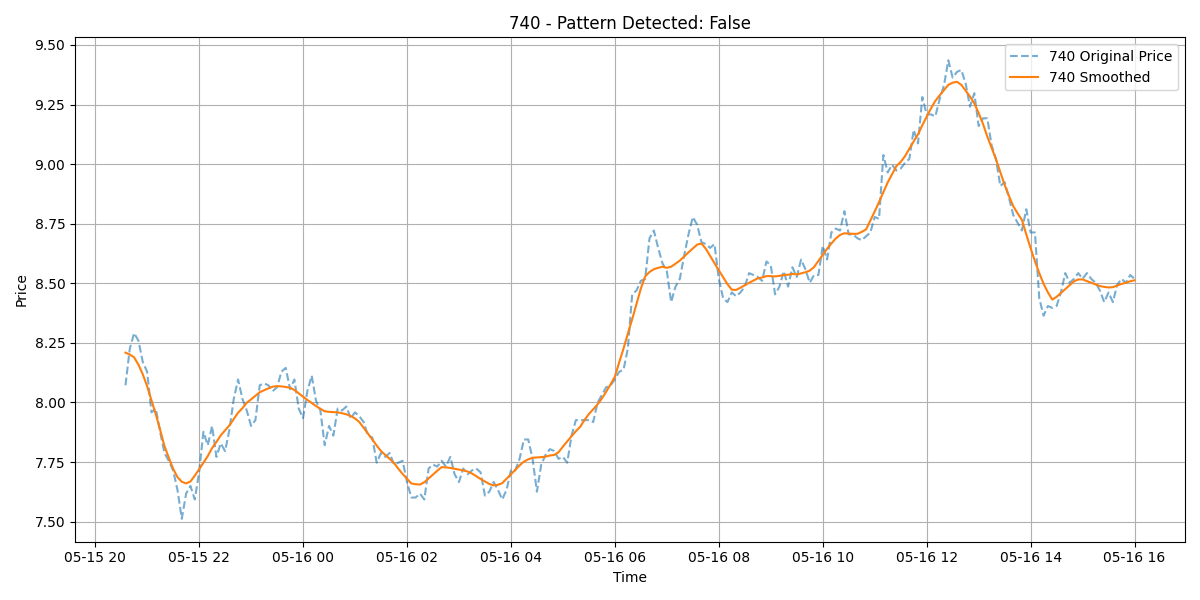 740 - Pattern Detected: False
740 Original Price
740 Smoothed
Price
9.50
9.25
9.00
8.75
8.50
8.25
8.00
7.75
7.50
05-15 20 05-15 22 05-16 00 05-16 02 05-16 04 05-16 06 05-16 08 05-16 10 05-16 12 05-16 14 05-16 16
Time